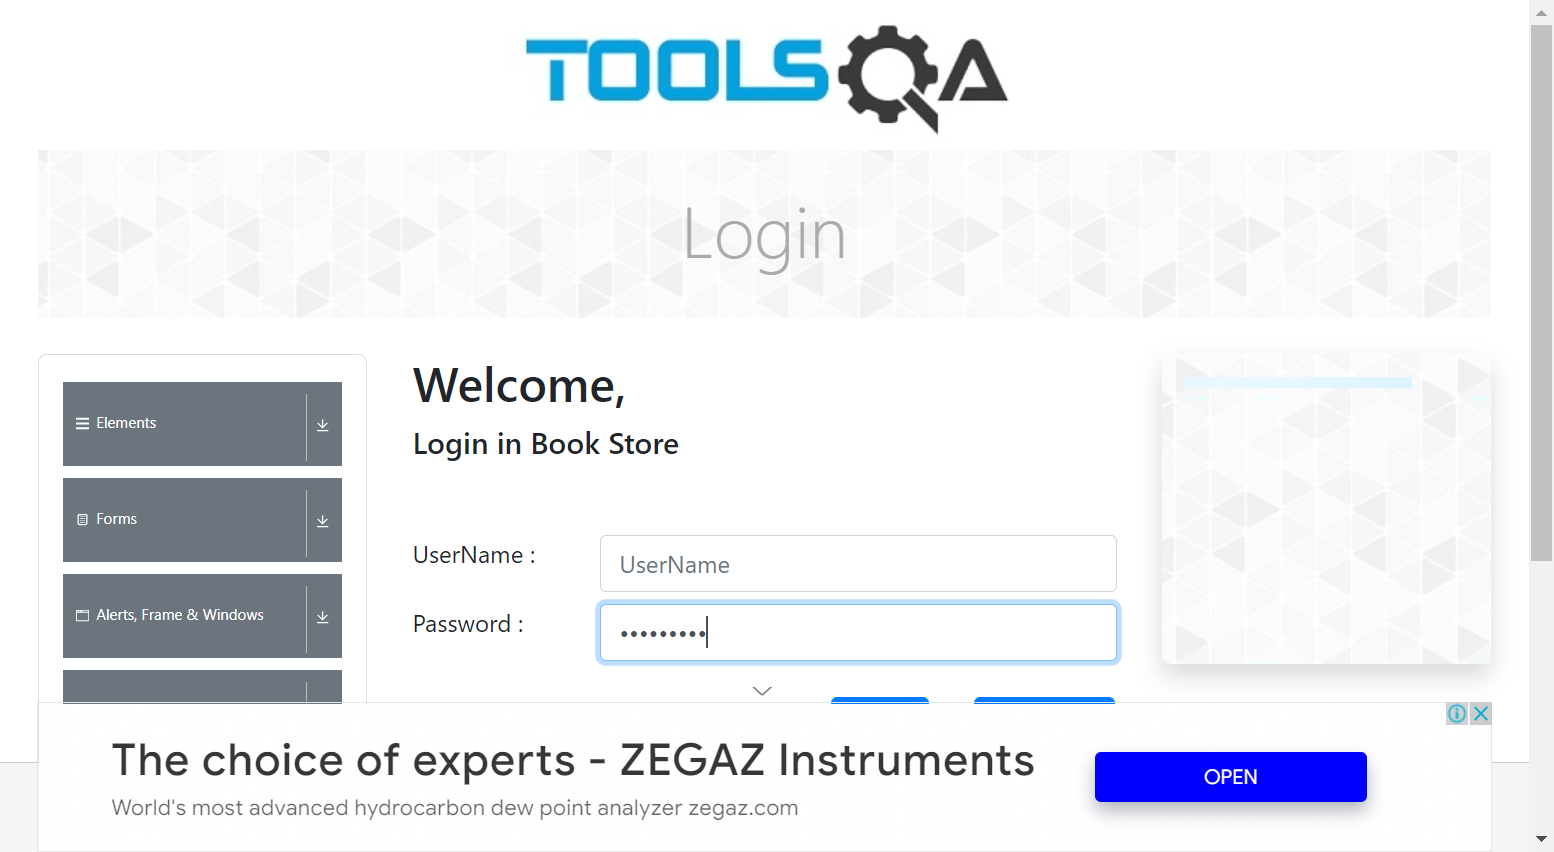 TOOLSQA
Login
Elements
Forms
Alerts, Frame & Windows
Welcome,
Login in Book Store
UserName :
UserName
Password :
•••••••••
The choice of experts - ZEGAZ Instruments
World's most advanced hydrocarbon dew point analyzer zegaz.com
OPEN